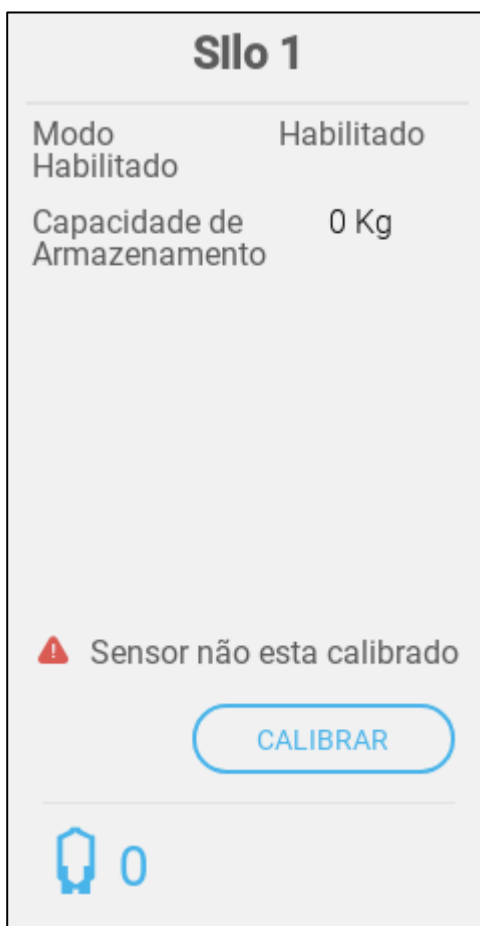 SIlo 1
Modo Habilitado
Habilitado
Capacidade de 0 Kg
Armazenamento
Sensor não esta calibrado
CALIBRAR
0